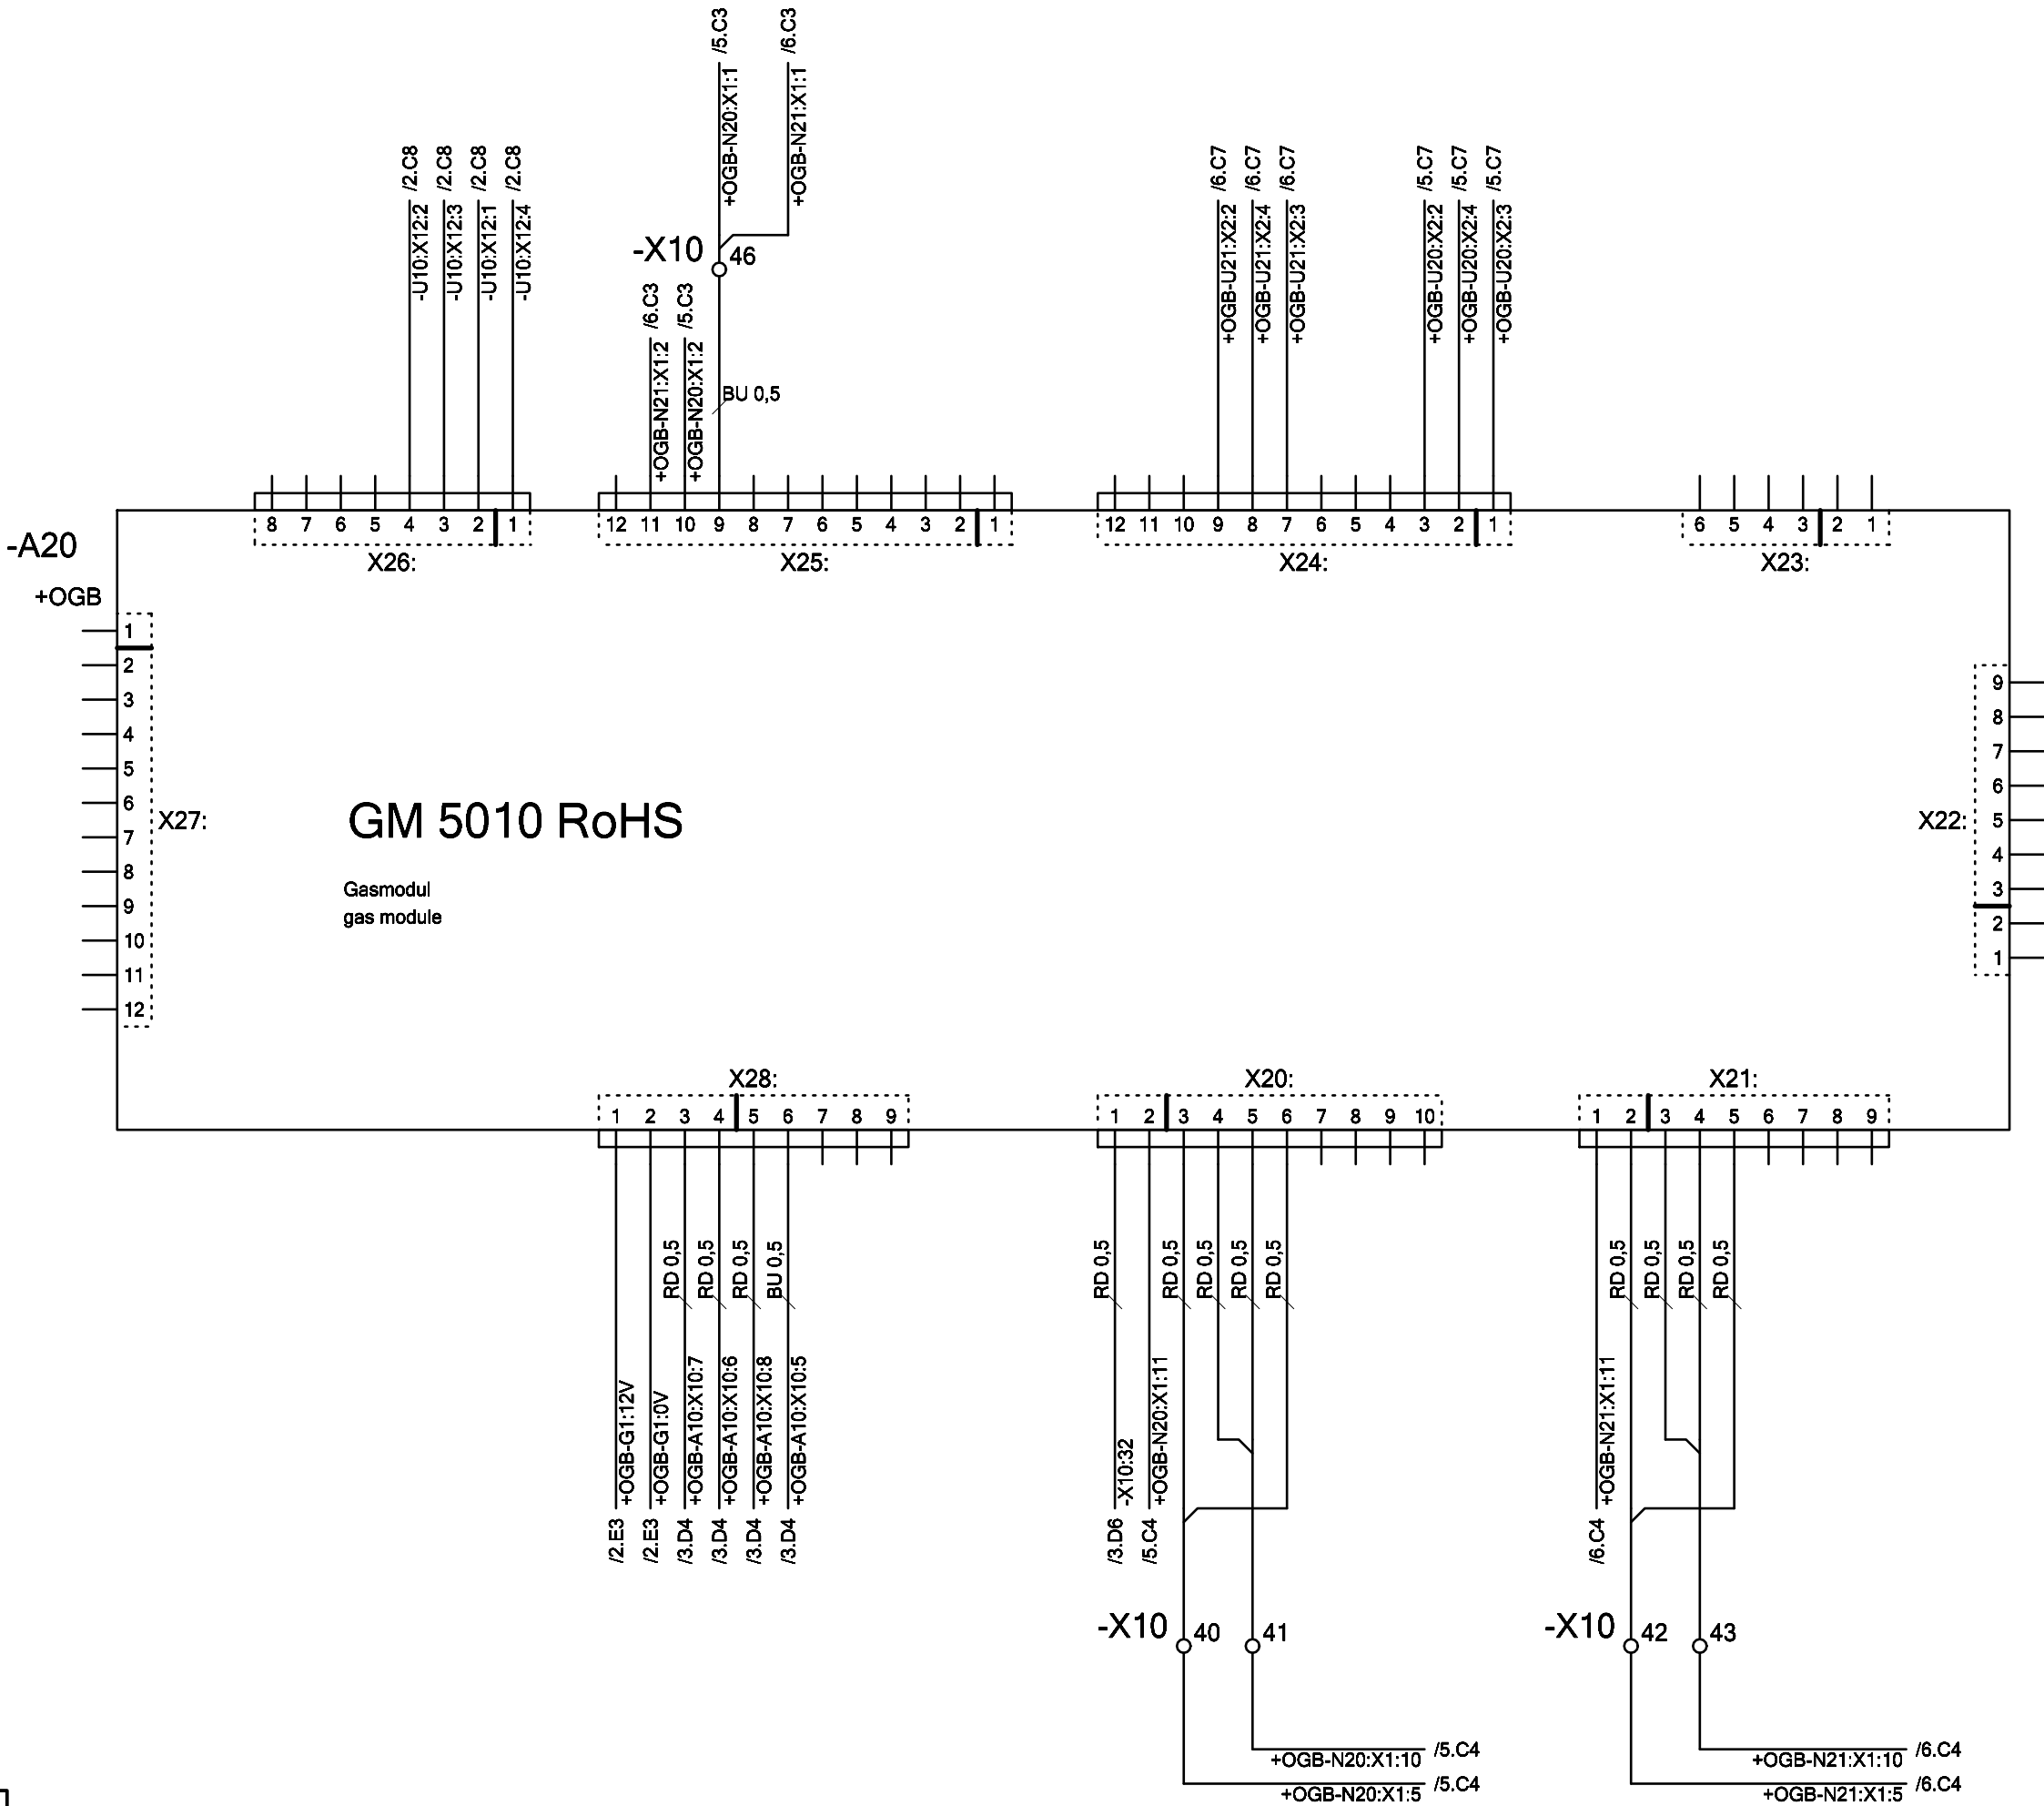 /5.C3
/6.C3
+OGB-N20:X1:1
+OGB-N21:X1:1
/2.C8
/2.C8
/2.C8
/2.C8
-U10:X12:2
-U10:X12:3
-U10:X12:1
-U10:X12:4
-X10
46
/6.C3
/5.C3
+OGB-N21:X1:2
+OGB-N20:X1:2
BU 0,5
/6.C7
/6.C7
/6.C7
/5.C7
/5.C7
/5.C7
+OGB-U21:X2:2
+OGB-U21:X2:4
+OGB-U21:X2:3
+OGB-U20:X2:2
+OGB-U20:X2:4
+OGB-U20:X2:3
8 7 6 5 4 3 2 1
12 11 10 9 8 7 6 5 4 3 2 1
12 11 10 9 8 7 6 5 4 3 2 1
6 5 4 3 2 1
X26:
X25:
X24:
X23:
-A20
+OGB
1
2
3
4
5
6
7
8
9
10
11
12
X27:
GM 5010 RoHS
Gasmodul
gas module
X22:
9
8
7
6
5
4
3
2
1
X28:
X20:
X21:
1 2 3 4 5 6 7 8 9
1 2 3 4 5 6 7 8 9 10
1 2 3 4 5 6 7 8 9
RD 0,5
RD 0,5
RD 0,5
BU 0,5
+OGB-G1:12V
+OGB-G1:0V
+OGB-A10:X10:7
+OGB-A10:X10:6
+OGB-A10:X10:8
+OGB-A10:X10:5
/2.E3
/2.E3
/3.D4
/3.D4
/3.D4
/3.D4
RD 0,5
RD 0,5
RD 0,5
RD 0,5
RD 0,5
-X10:32
+OGB-N20:X1:11
/3.D6
/5.C4
RD 0,5
RD 0,5
RD 0,5
RD 0,5
+OGB-N21:X1:11
/6.C4
-X10
40
41
-X10
42
43
+OGB-N20:X1:10
/5.C4
+OGB-N20:X1:5
/5.C4
+OGB-N21:X1:10
/6.C4
+OGB-N21:X1:5
/6.C4